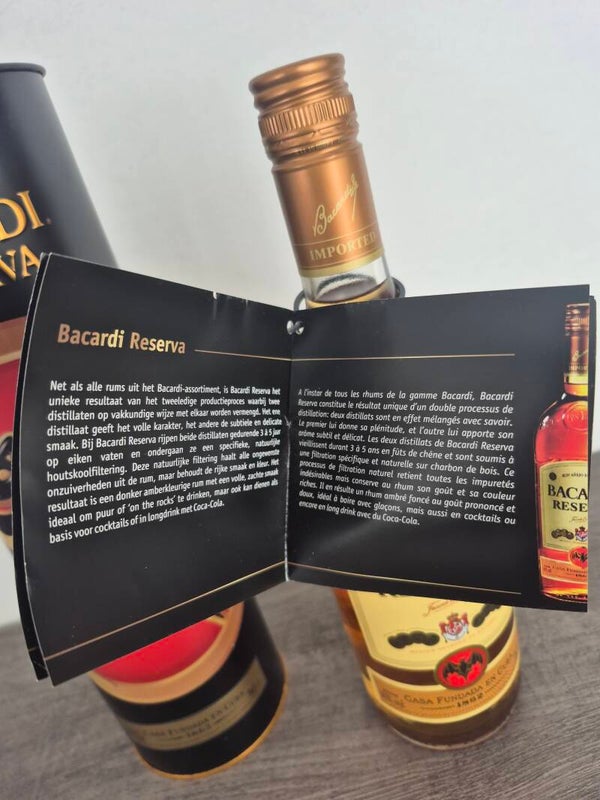 DI
VA
Bacardi
IMPORTED
Bacardi Reserva
Net als alle rums uit het Bacardi-assortiment, is Bacardi Reserva het
unieke resultaat van het tweeledige productieproces waarbij twee
distillaten op vakkundige wijze met elkaar worden vermengd. Het ene
distillaat geeft het volle karakter, het andere de subtiele en delicate
smaak. Bij Bacardi Reserva rijpen beide distillaten gedurende 3 à 5 jaar
op eiken vaten en ondergaan ze een specifieke, natuurlijke
houtskoolfiltering. Deze natuurlijke filtering haalt alle ongewenste
onzuiverheden uit de rum, maar behoudt de rijke smaak en kleur. Het
resultaat is een donker amberkleurige rum met een volle, zachte smaak
ideaal om puur of 'on the rocks' te drinken, maar ook kan dienen als
basis voor cocktails of in longdrink met Coca-Cola.
A l'instar de tous les rhums de la gamme Bacardi, Bacardi
Reserva constitue le résultat unique d'un double processus de
distillation: deux distillats sont en effet mélangés avec savoir.
Le premier lui donne sa plénitude, et l'autre lui apporte son
arôme subtil et délicat. Les deux distillats de Bacardi Reserva
vieillissent durant 3 à 5 ans en fûts de chêne et sont soumis à
une filtration spécifique et naturelle sur charbon de bois. Ce
processus de filtration naturel retient toutes les impuretés
indésirables mais conserve au rhum son goût et sa couleur
riches. Il en résulte un rhum ambré foncé au goût prononcé et
doux, idéal à boire avec glaçons, mais aussi en cocktails ou
encore en long drink avec du Coca-Cola.
BACA
RESE
CASA FUNDADA EN CUBA
1862
CASA FUNDADA EN CUBA
1862